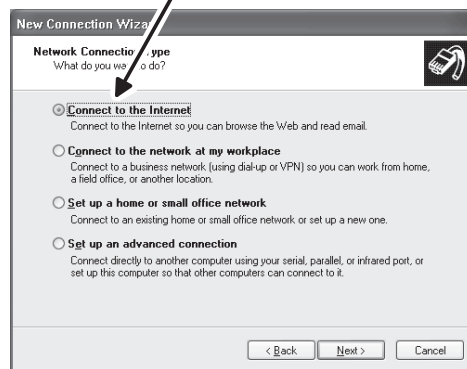 New Connection Wiza
Network Connectio ype
What do you wa o do?
Connect to the Internet
Connect to the Internet so you can browse the Web and read email.
Connect to the network at my workplace
Connect to a business network (using dial-up or VPN) so you can work from home,
a field office, or another location.
Set up a home or small office network
Connect to an existing home or small office network or set up a new one.
Set up an advanced connection
Connect directly to another computer using your serial, parallel, or infrared port, or
set up this computer so that other computers can connect to it.
< Back Next > Cancel